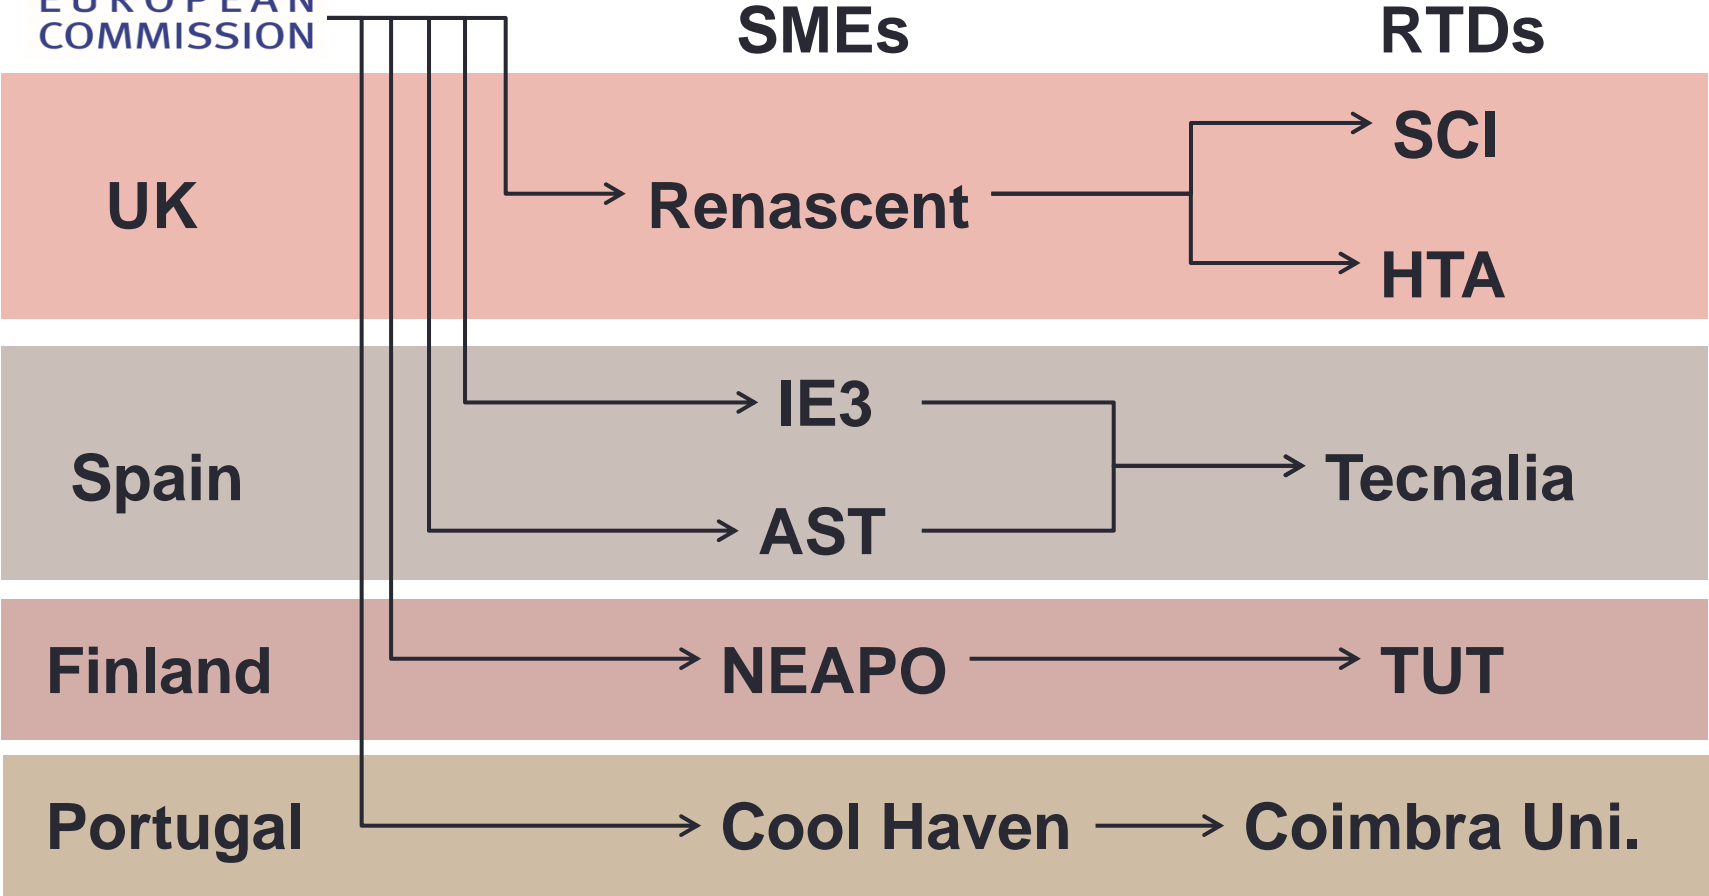 EUROPEAN
COMMISSION
SMEs
RTDs
UK
Renascent
SCI
HTA
Spain
IE3
AST
Tecnalia
Finland
NEAPO
TUT
Portugal
Cool Haven
Coimbra Uni.